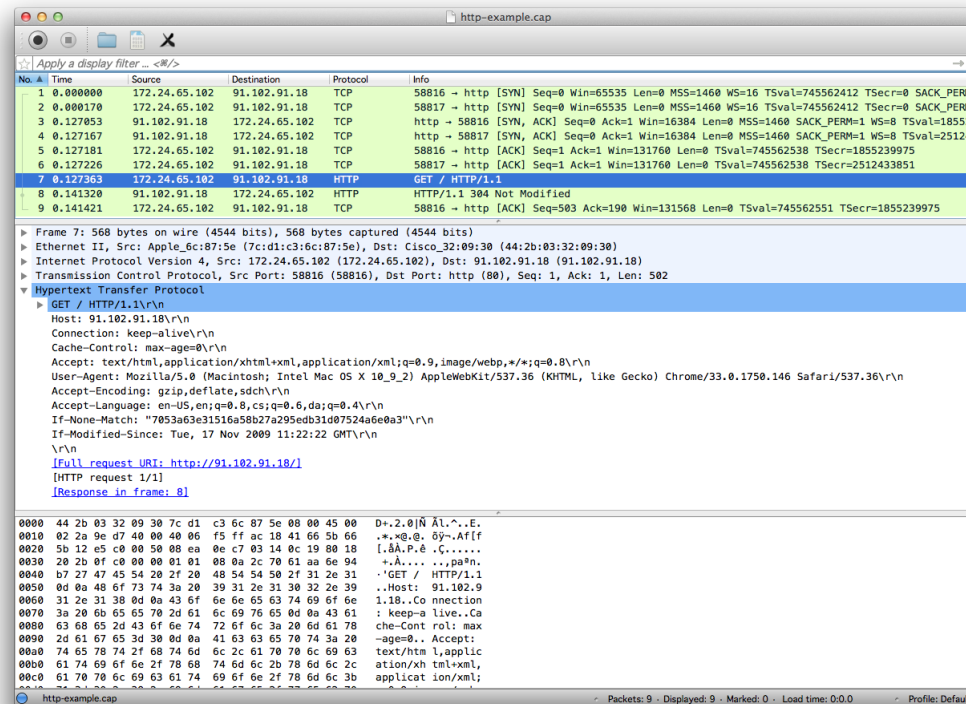 http-example.cap
Apply a display filter … <⌘/>
No. Time Source Destination Protocol Info
1 0.000000 172.24.65.102 91.102.91.18 TCP 58816 → http [SYN] Seq=0 Win=65535 Len=0 MSS=1460 WS=16 TSval=745562412 TSecr=0 SACK_PERM
2 0.000170 172.24.65.102 91.102.91.18 TCP 58817 → http [SYN] Seq=0 Win=65535 Len=0 MSS=1460 WS=16 TSval=745562412 TSecr=0 SACK_PERM
3 0.127053 91.102.91.18 172.24.65.102 TCP http → 58816 [SYN, ACK] Seq=0 Ack=1 Win=16384 Len=0 MSS=1460 SACK_PERM=1 WS=8 TSval=1855
4 0.127167 91.102.91.18 172.24.65.102 TCP http → 58817 [SYN, ACK] Seq=0 Ack=1 Win=16384 Len=0 MSS=1460 SACK_PERM=1 WS=8 TSval=2512
5 0.127181 172.24.65.102 91.102.91.18 TCP 58816 → http [ACK] Seq=1 Ack=1 Win=131760 Len=0 TSval=745562538 TSecr=1855239975
6 0.127226 172.24.65.102 91.102.91.18 TCP 58817 → http [ACK] Seq=1 Ack=1 Win=131760 Len=0 TSval=745562538 TSecr=2512433851
7 0.127363 172.24.65.102 91.102.91.18 HTTP GET / HTTP/1.1
8 0.141320 91.102.91.18 172.24.65.102 HTTP HTTP/1.1 304 Not Modified
9 0.141421 172.24.65.102 91.102.91.18 TCP 58816 → http [ACK] Seq=503 Ack=190 Win=131568 Len=0 TSval=745562551 TSecr=1855239975
Frame 7: 568 bytes on wire (4544 bits), 568 bytes captured (4544 bits)
Ethernet II, Src: Apple_6c:87:5e (7c:d1:c3:6c:87:5e), Dst: Cisco_32:09:30 (44:2b:03:32:09:30)
Internet Protocol Version 4, Src: 172.24.65.102 (172.24.65.102), Dst: 91.102.91.18 (91.102.91.18)
Transmission Control Protocol, Src Port: 58816 (58816), Dst Port: http (80), Seq: 1, Ack: 1, Len: 502
Hypertext Transfer Protocol
GET / HTTP/1.1\r\n
Host: 91.102.91.18\r\n
Connection: keep-alive\r\n
Cache-Control: max-age=0\r\n
Accept: text/html,application/xhtml+xml,application/xml;q=0.9,image/webp,*/*;q=0.8\r\n
User-Agent: Mozilla/5.0 (Macintosh; Intel Mac OS X 10_9_2) AppleWebKit/537.36 (KHTML, like Gecko) Chrome/33.0.1750.146 Safari/537.36\r\n
Accept-Encoding: gzip,deflate,sdch\r\n
Accept-Language: en-US,en;q=0.8,cs;q=0.6,da;q=0.4\r\n
If-None-Match: "7053a63e31516a58b27a295edb31d07524a6e0a3"\r\n
If-Modified-Since: Tue, 17 Nov 2009 11:22:22 GMT\r\n
\r\n
[Full request URI: http://91.102.91.18/]
[HTTP request 1/1]
[Response in frame: 8]
0000 44 2b 03 32 09 30 7c d1 c3 6c 87 5e 08 00 45 00 D+.2.0|Ñ Ãl.^..E.
0010 02 2a 9e d7 40 00 40 06 f5 ff ac 18 41 66 5b 66 .*.×@.@. õÿ¬.Af[f
0020 5b 12 e5 c0 00 50 08 ea 0e c7 03 14 0c 19 80 18 [.åÀ.P.ê .Ç......
0030 20 2b 0f c0 00 00 01 01 08 0a 2c 70 61 aa 6e 94 +.À.... ..,paªn.
0040 b7 27 47 45 54 20 2f 20 48 54 54 50 2f 31 2e 31 ·'GET / HTTP/1.1
0050 0d 0a 48 6f 73 74 3a 20 39 31 2e 31 30 32 2e 39 ..Host: 91.102.9
0060 31 2e 31 38 0d 0a 43 6f 6e 6e 65 63 74 69 6f 6e 1.18..Co nnection
0070 3a 20 6b 65 65 70 2d 61 6c 69 76 65 0d 0a 43 61 : keep-a live..Ca
0080 63 68 65 2d 43 6f 6e 74 72 6f 6c 3a 20 6d 61 78 che-Cont rol: max
0090 2d 61 67 65 3d 30 0d 0a 41 63 63 65 70 74 3a 20 -age=0.. Accept:
00a0 74 65 78 74 2f 68 74 6d 6c 2c 61 70 70 6c 69 63 text/htm l,applic
00b0 61 74 69 6f 6e 2f 78 68 74 6d 6c 2b 78 6d 6c 2c ation/xh tml+xml,
00c0 61 70 70 6c 69 63 61 74 69 6f 6e 2f 78 6d 6c 3b applicat ion/xml;
http-example.cap Packets: 9 · Displayed: 9 · Marked: 0 · Load time: 0:0.0 Profile: Defau